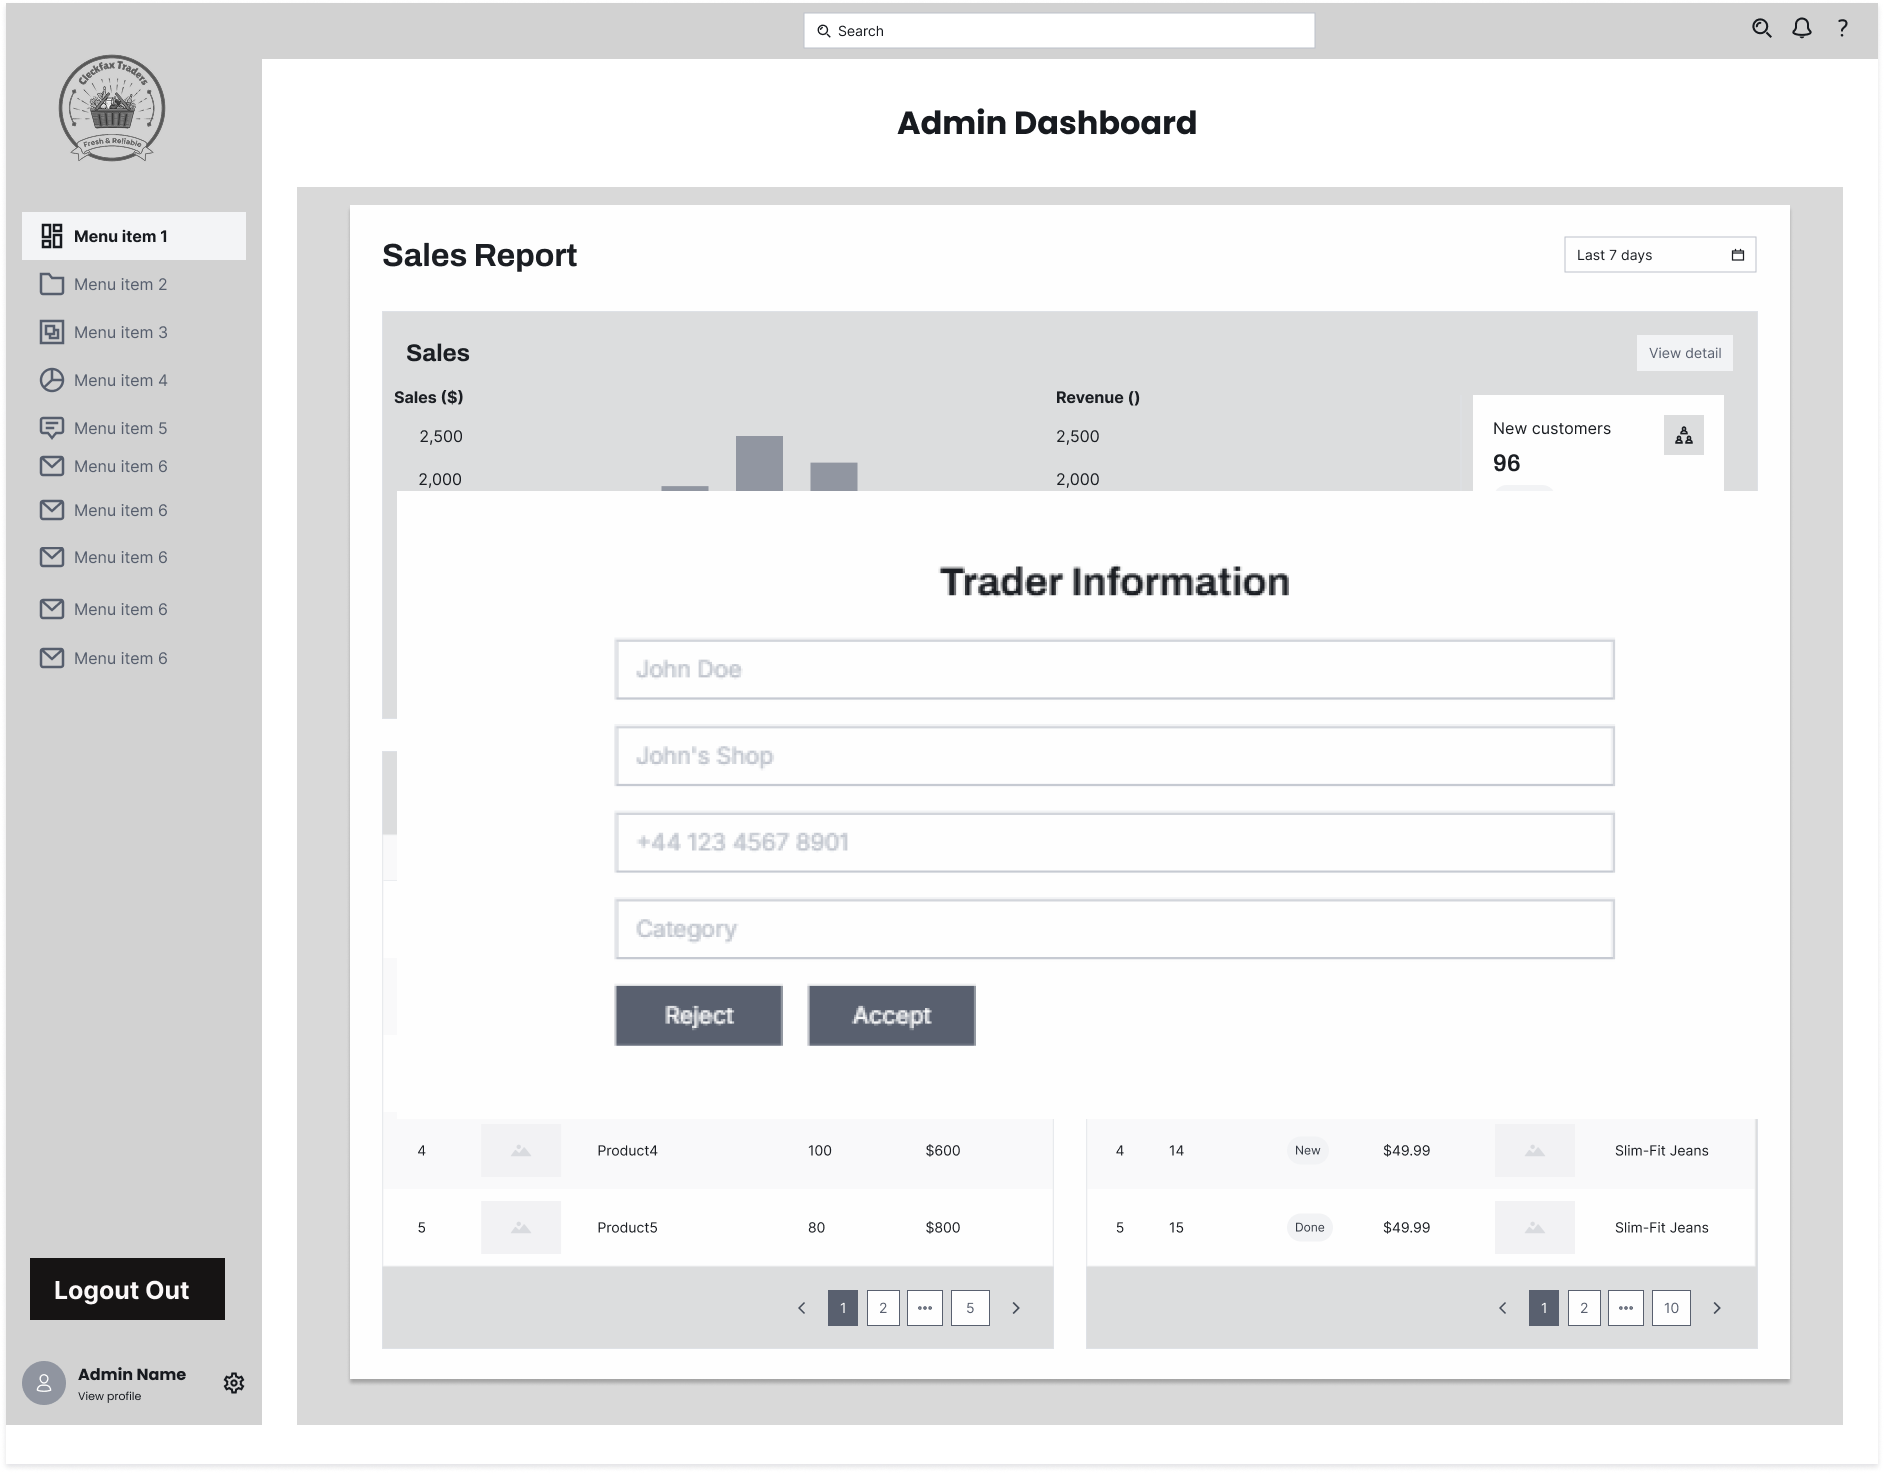 Search
?
Cleckfax Traders
Fresh & Reliable
Admin Dashboard
Menu item 1
Menu item 2
Menu item 3
Menu item 4
Menu item 5
Menu item 6
Menu item 6
Menu item 6
Menu item 6
Menu item 6
Logout Out
Admin Name
View profile
Sales Report
Last 7 days
Sales
View detail
Sales ($)
2,500
2,000
Revenue ()
2,500
2,000
New customers
96
Trader Information
John Doe
John's Shop
+44 123 4567 8901
Category
Reject Accept
4 Product4 100 $600
5 Product5 80 $800
1 2 ••• 5
4 14 New $49.99 Slim-Fit Jeans
5 15 Done $49.99 Slim-Fit Jeans
1 2 ••• 10